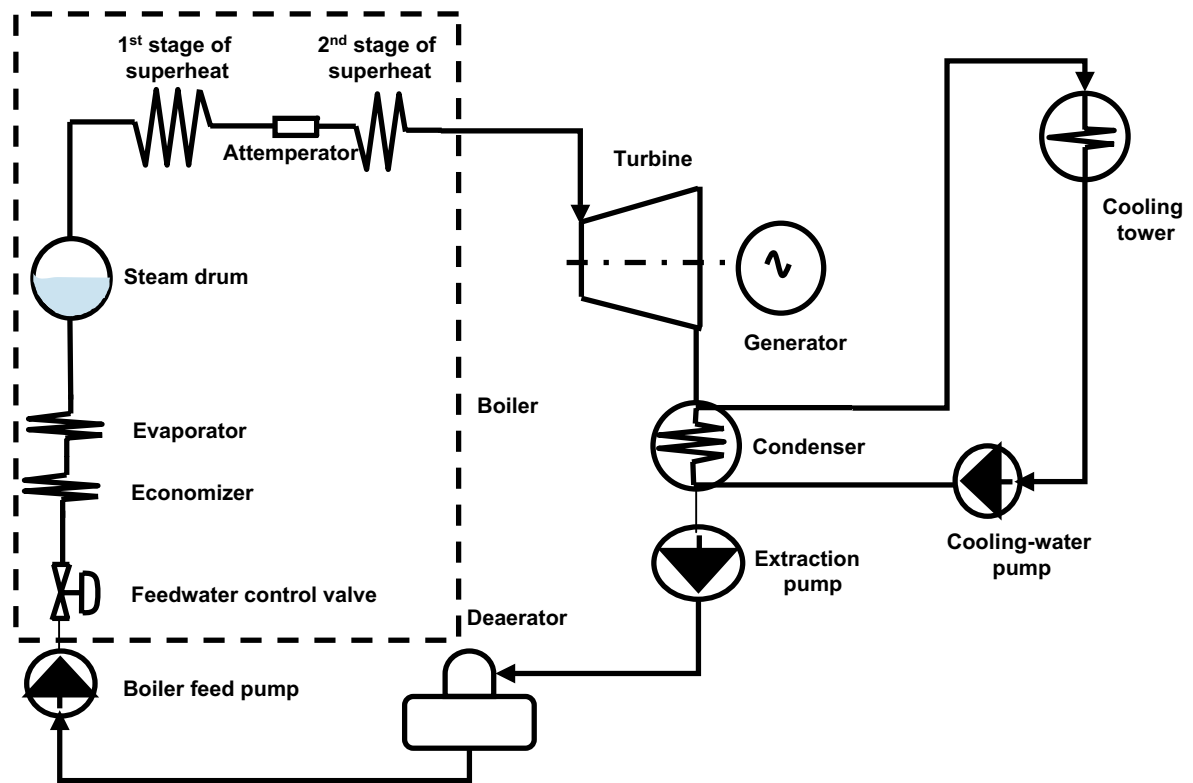 1st stage of
superheat
2nd stage of
superheat
Attemperator
Turbine
Cooling
tower
Steam drum
Generator
Boiler
Evaporator
Condenser
Economizer
Extraction
pump
Cooling-water
pump
Feedwater control valve
Deaerator
Boiler feed pump